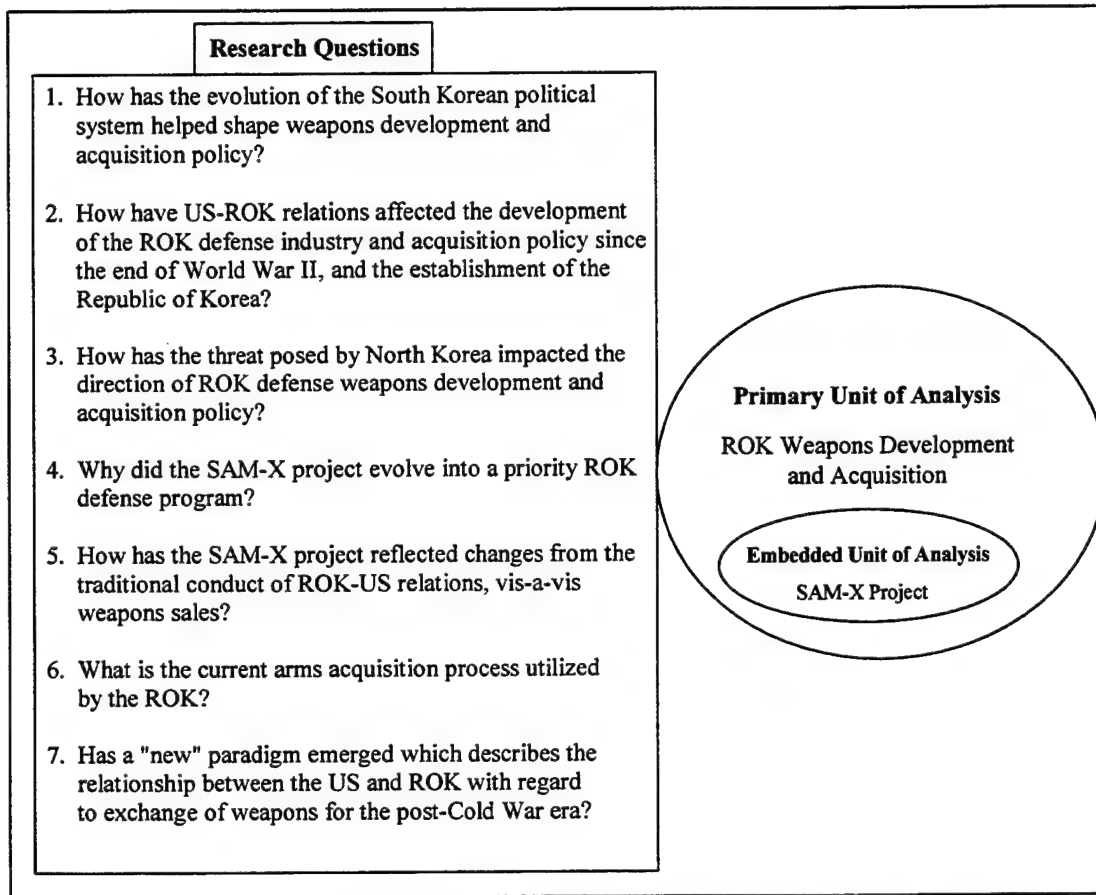 Research Questions
1. How has the evolution of the South Korean political
system helped shape weapons development and
acquisition policy?
2. How have US-ROK relations affected the development
of the ROK defense industry and acquisition policy since
the end of World War II, and the establishment of the
Republic of Korea?
3. How has the threat posed by North Korea impacted the
direction of ROK defense weapons development and
acquisition policy?
4. Why did the SAM-X project evolve into a priority ROK
defense program?
5. How has the SAM-X project reflected changes from the
traditional conduct of ROK-US relations, vis-a-vis
weapons sales?
6. What is the current arms acquisition process utilized
by the ROK?
7. Has a "new" paradigm emerged which describes the
relationship between the US and ROK with regard
to exchange of weapons for the post-Cold War era?
Primary Unit of Analysis
ROK Weapons Development
and Acquisition
Embedded Unit of Analysis
SAM-X Project